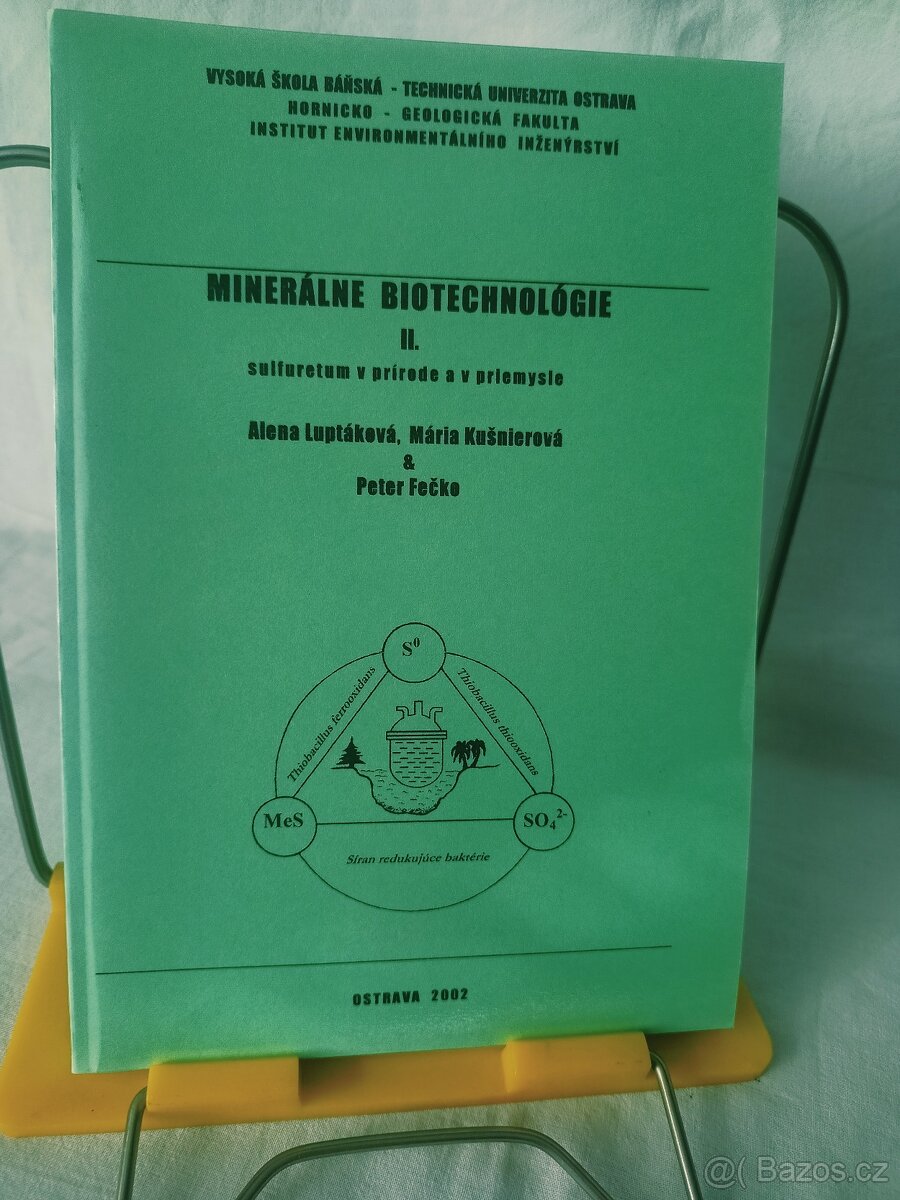 VYSOKÁ ŠKOLA BÁŇSKÁ - TECHNICKÁ UNIVERZITA OSTRAVA
HORNICKO - GEOLOGICKÁ FAKULTA
INSTITUT ENVIRONMENTÁLNÍHO INŽENÝRSTVÍ
MINERÁLNE BIOTECHNOLÓGIE
II.
sulfuretum v prírode a v priemysle
Alena Luptáková, Mária Kušnierová
&
Peter Fečko
S⁰
Thiobacillus ferrooxidans
Thiobacillus thiooxidans
MeS
SO₄²⁻
Síran redukujúce baktérie
OSTRAVA 2002
@( Bazos.cz